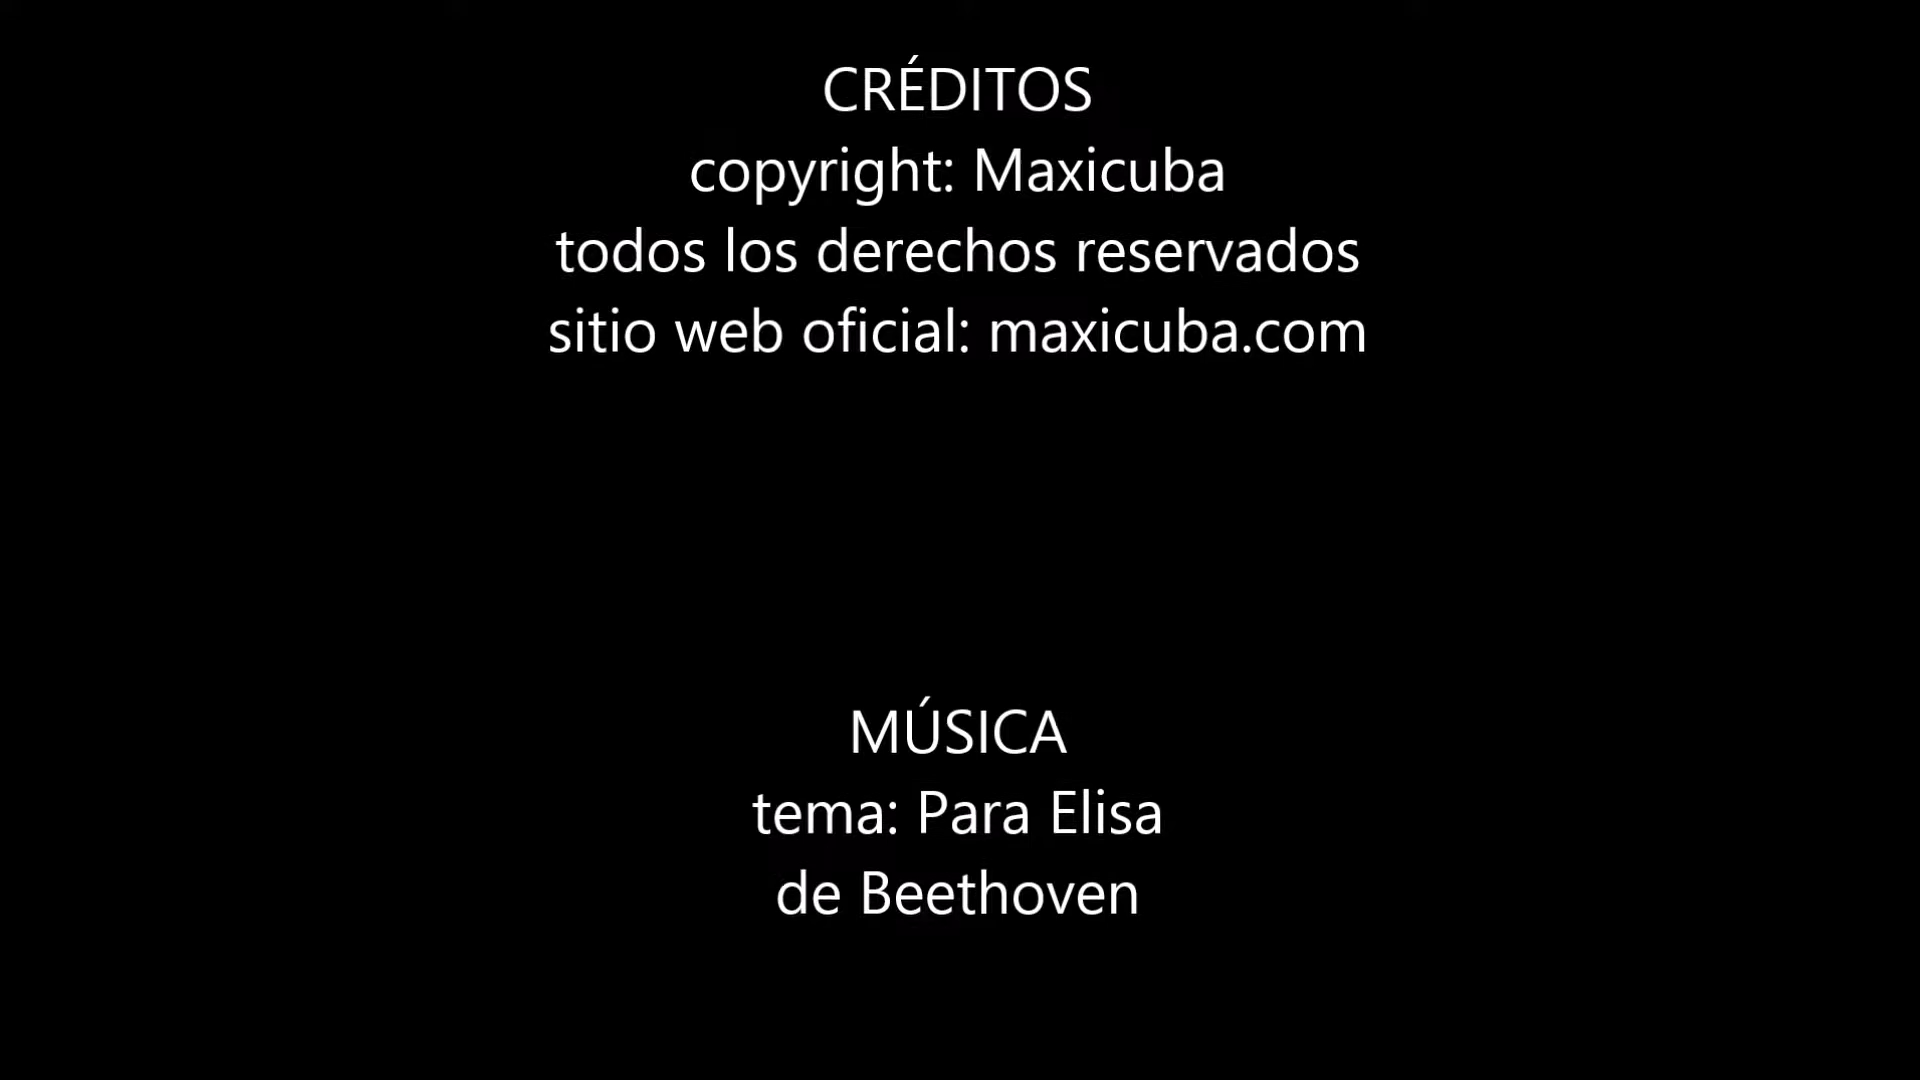 CRÉDITOS
copyright: Maxicuba
todos los derechos reservados
sitio web oficial: maxicuba.com
MÚSICA
tema: Para Elisa
de Beethoven